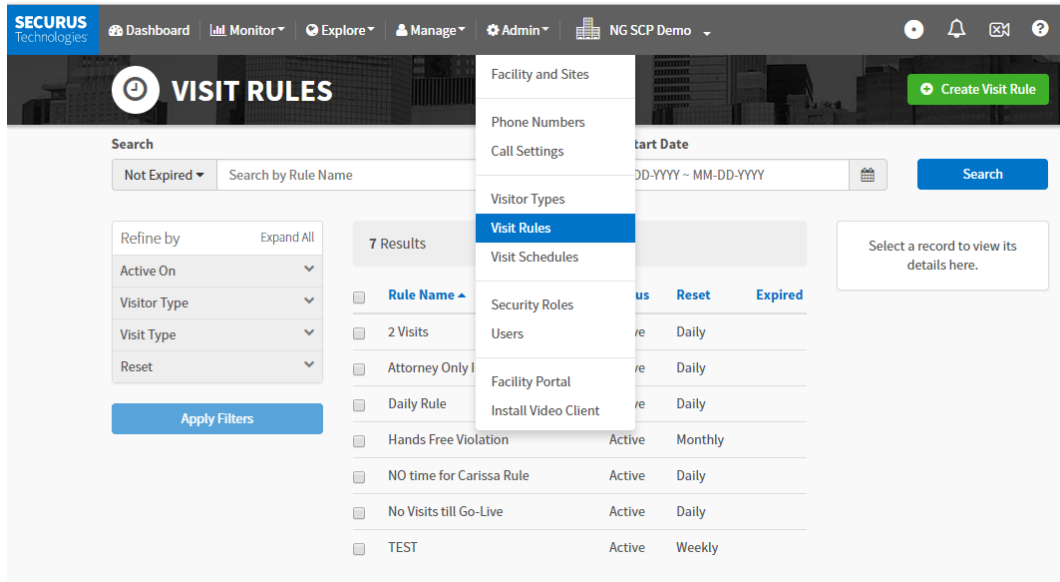 SECURUS
Technologies
Dashboard Monitor Explore Manage Admin NG SCP Demo
VISIT RULES
Create Visit Rule
Facility and Sites
Phone Numbers
Call Settings
Visitor Types
Visit Rules
Visit Schedules
Security Roles
Users
Facility Portal
Install Video Client
Search
Date
Not Expired Search by Rule Name
YYYY ~ MM-DD-YYYY
Search
Refine by Expand All
Active On
Visitor Type
Visit Type
Reset
Apply Filters
7 Results
Rule Name Reset Expired
2 Visits Daily
Attorney Only Daily
Daily Rule Daily
Hands Free Violation Active Monthly
NO time for Carissa Rule Active Daily
No Visits till Go-Live Active Daily
TEST Active Weekly
Select a record to view its
details here.